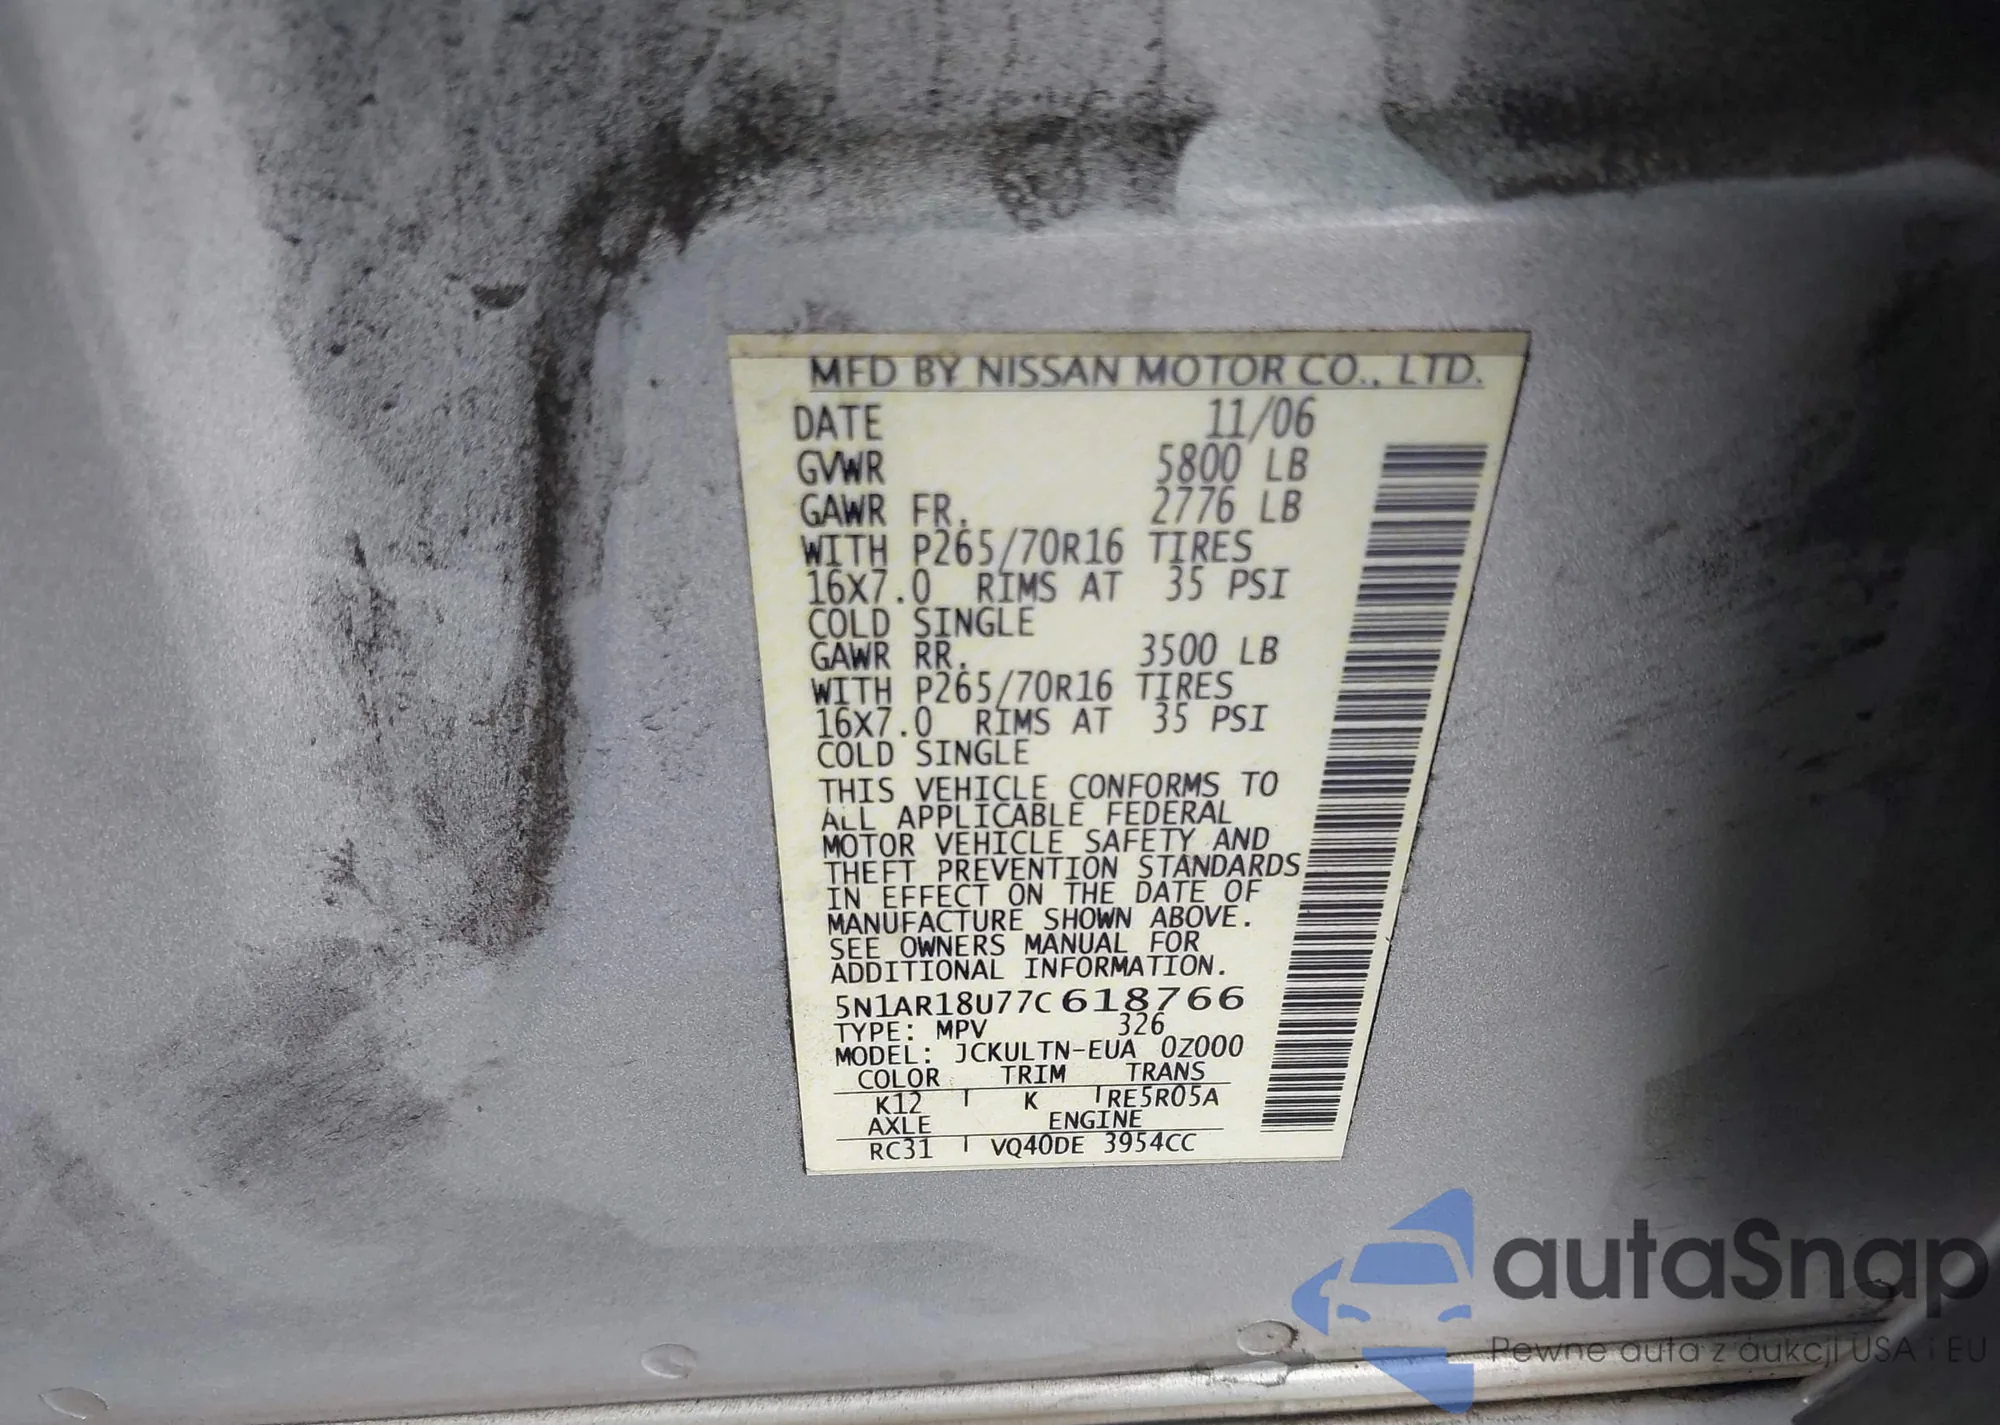 MFD BY NISSAN MOTOR CO., LTD.
DATE 11/06
GVWR 5800 LB
GAWR FR. 2776 LB
WITH P265/70R16 TIRES
16X7.0 RIMS AT 35 PSI
COLD SINGLE
GAWR RR. 3500 LB
WITH P265/70R16 TIRES
16X7.0 RIMS AT 35 PSI
COLD SINGLE
THIS VEHICLE CONFORMS TO
ALL APPLICABLE FEDERAL
MOTOR VEHICLE SAFETY AND
THEFT PREVENTION STANDARDS
IN EFFECT ON THE DATE OF
MANUFACTURE SHOWN ABOVE.
SEE OWNERS MANUAL FOR
ADDITIONAL INFORMATION.
5N1AR18U77C618766
TYPE: MPV 326
MODEL: JCKULTN-EUA 0Z000
COLOR TRIM TRANS
K12 K RE5R05A
AXLE ENGINE
RC31 VQ40DE 3954CC
autaSnap
Pewne auta z aukcji USA i EU